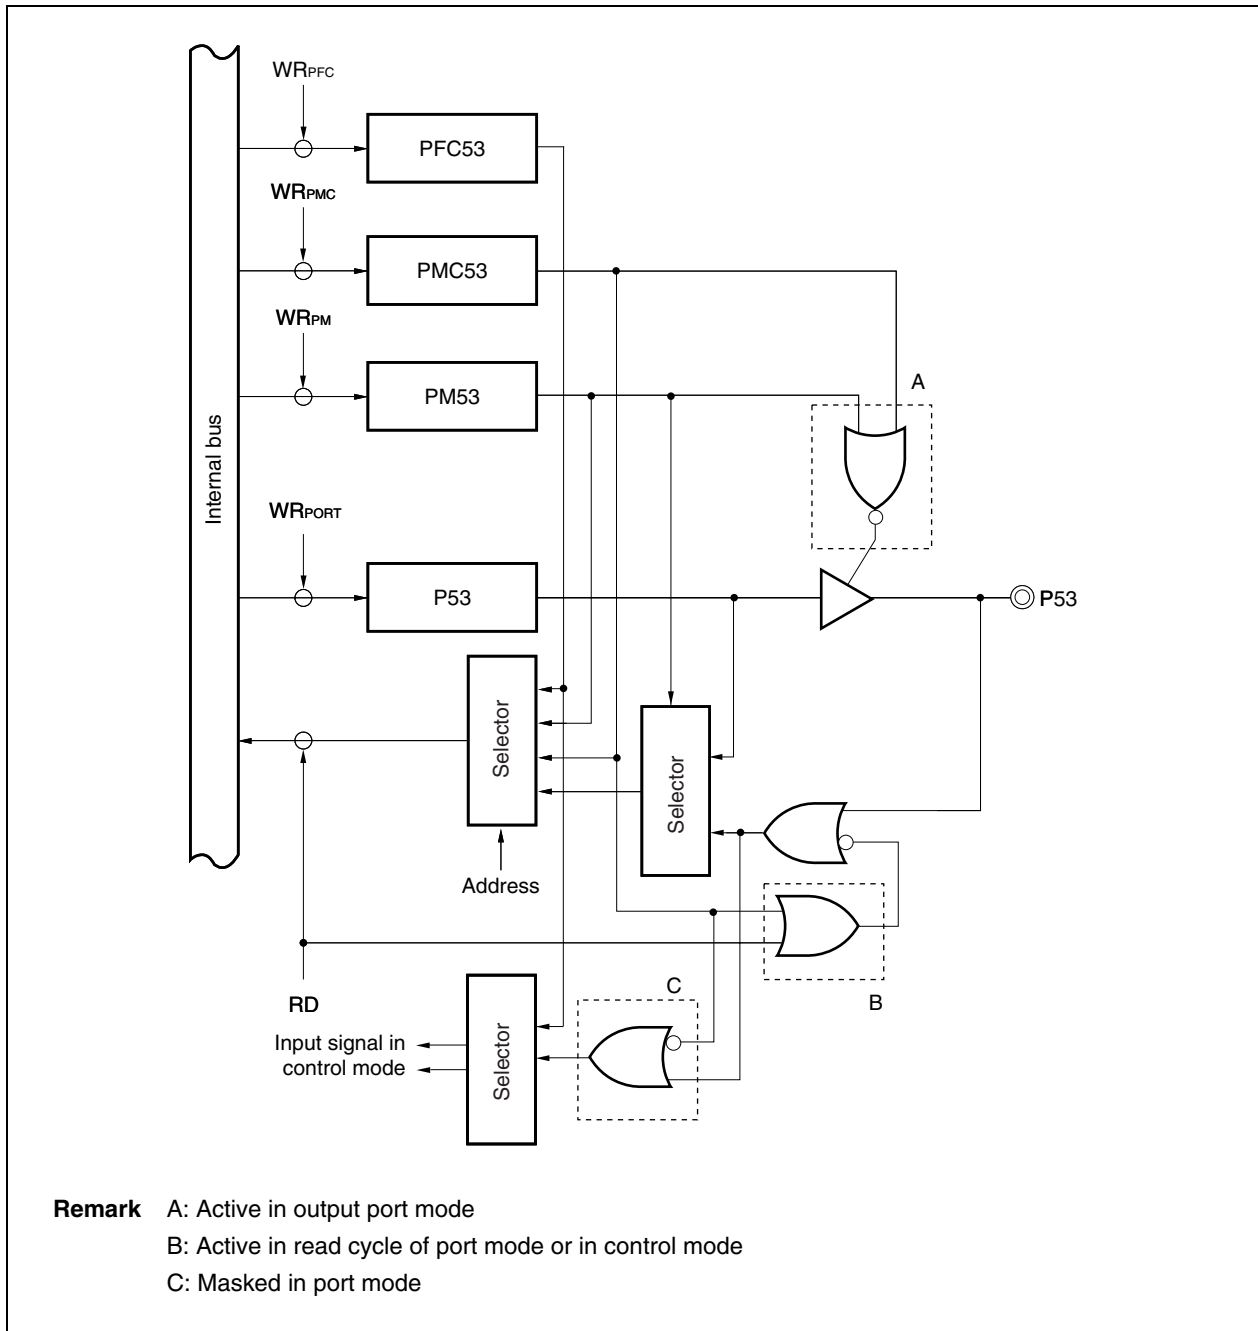 WRPFC
PFC53
WRPMC
PMC53
WRPM
PM53
A
Internal bus
WRPORT
P53
P53
Selector
Selector
Address
B
RD
C
Input signal in
control mode
Selector
Remark A: Active in output port mode
B: Active in read cycle of port mode or in control mode
C: Masked in port mode